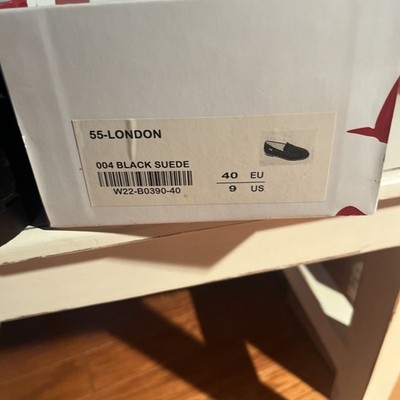 55-LONDON
004 BLACK SUEDE
W22-B0390-40
40 EU
9 US